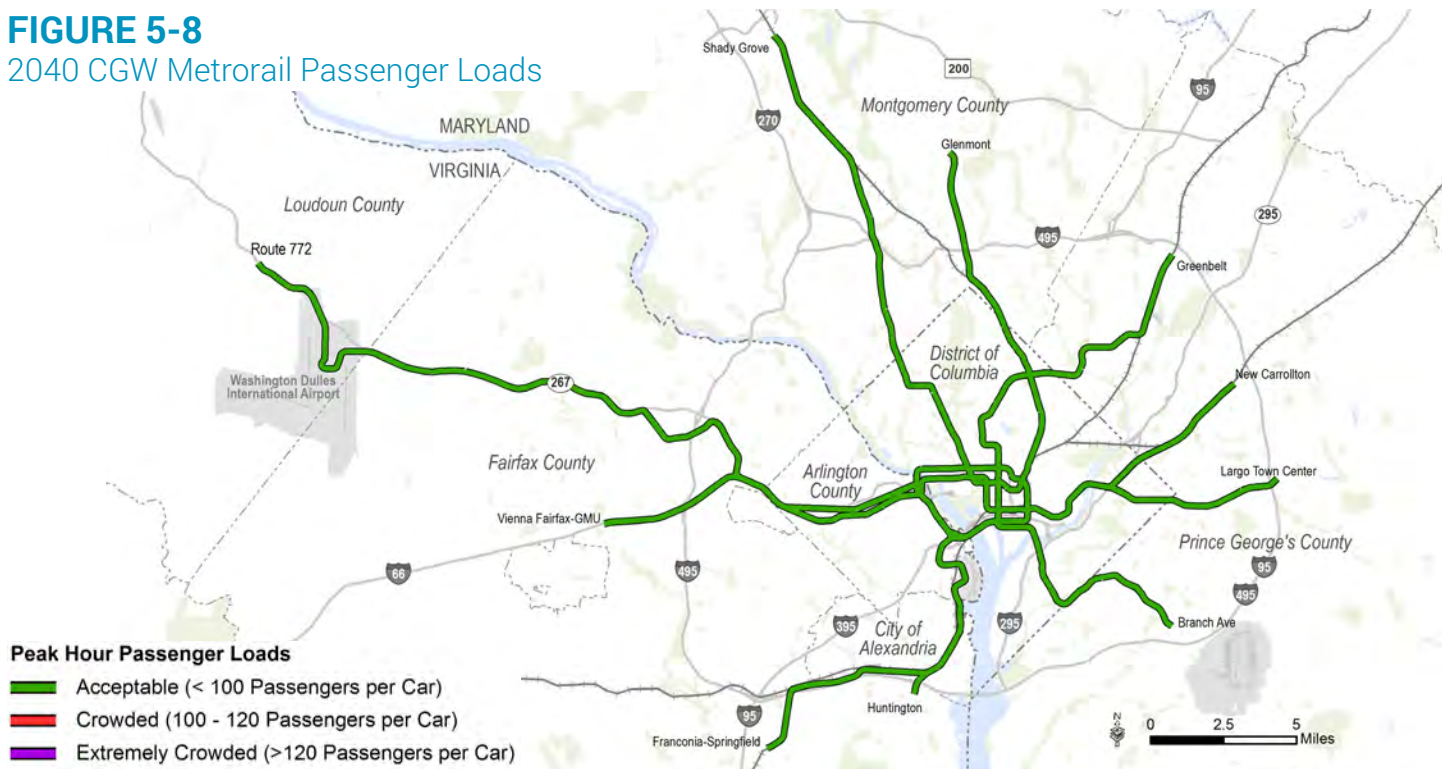 FIGURE 5-8
2040 CGW Metrorail Passenger Loads
Shady Grove
200
95
Montgomery County
270
MARYLAND
Glenmont
VIRGINIA
Loudoun County
295
495
Route 772
Greenbelt
District of
Columbia
New Carrollton
Washington Dulles
International Airport
267
Fairfax County
Arlington
County
Largo Town Center
Vienna Fairfax-GMU
Prince George's County
66
495
95
495
395
295
Branch Ave
City of
Alexandria
Peak Hour Passenger Loads
Acceptable (< 100 Passengers per Car)
Huntington
Crowded (100 - 120 Passengers per Car)
95
Franconia-Springfield
Extremely Crowded (>120 Passengers per Car)
N
0 2.5 5
Miles